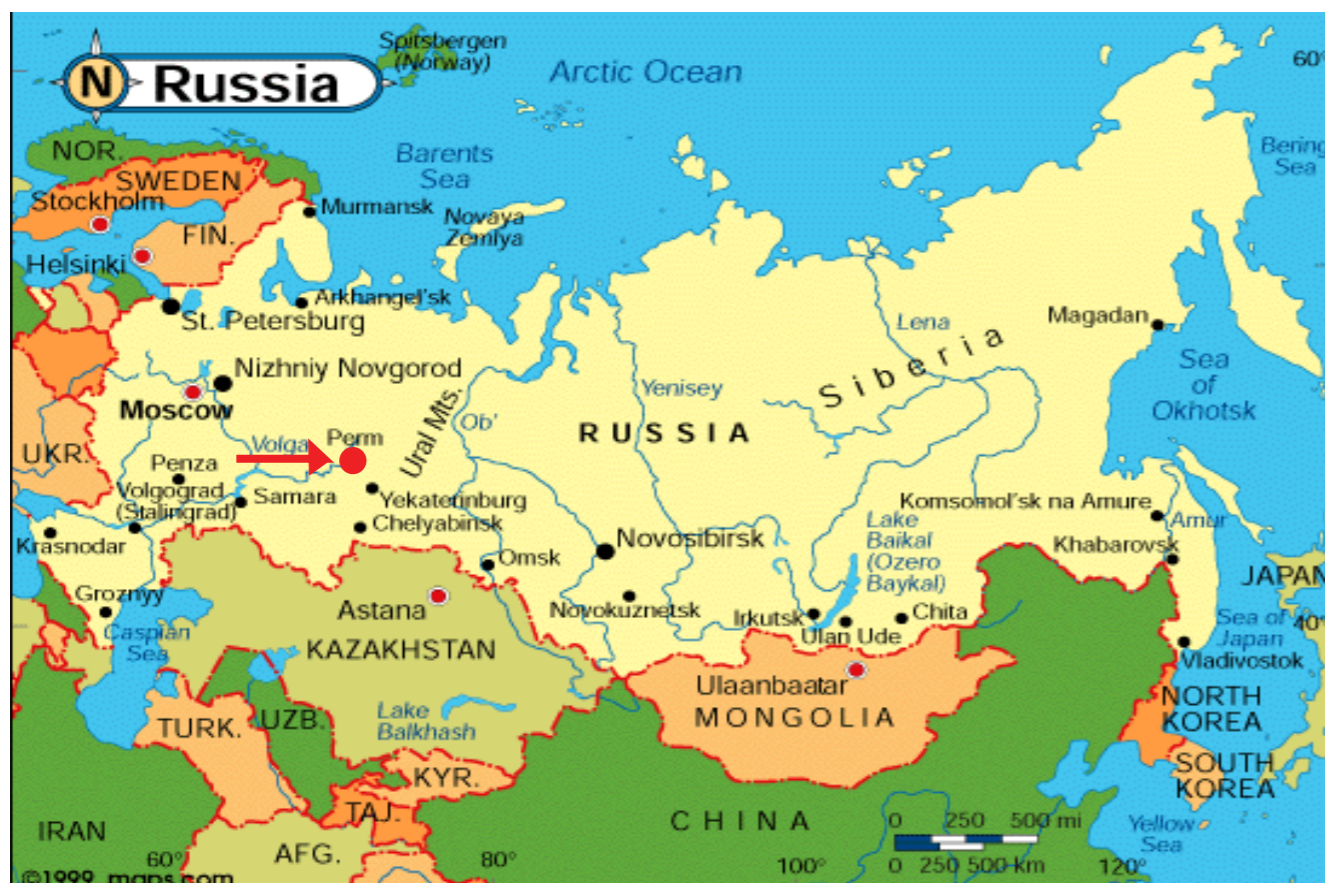 Spitsbergen
(Norway)
Arctic Ocean
60°
N Russia
NOR.
Barents
Sea
Bering
Sea
SWEDEN
Stockholm
Murmansk
Novaya
Zemlya
FIN.
Helsinki
Arkhangel'sk
St. Petersburg
Lena
Siberia
Magadan
Sea
of
Okhotsk
Nizhniy Novgorod
Moscow
Ural Mts.
Ob'
Yenisey
RUSSIA
UKR.
Volga
Perm
Penza
Volgograd
(Stalingrad)
Samara
Yekaterinburg
Chelyabinsk
Krasnodar
Omsk
Novosibirsk
Komsomol'sk na Amure
Amur
Lake
Baikal
(Ozero
Baykal)
Khabarovsk
JAPAN
Groznyy
Astana
Novokuznetsk
Irkutsk
Ulan Ude
Chita
Sea of
Japan
40°
Caspian
Sea
KAZAKHSTAN
Vladivostok
Ulaanbaatar
MONGOLIA
NORTH
KOREA
TURK.
UZB.
Lake
Balkhash
SOUTH
KOREA
KYR.
TAJ.
CHINA
0 250 500 mi
0 250 500 km
Yellow
Sea
IRAN
60°
AFG.
80°
100°
120°
©1999 maps.com